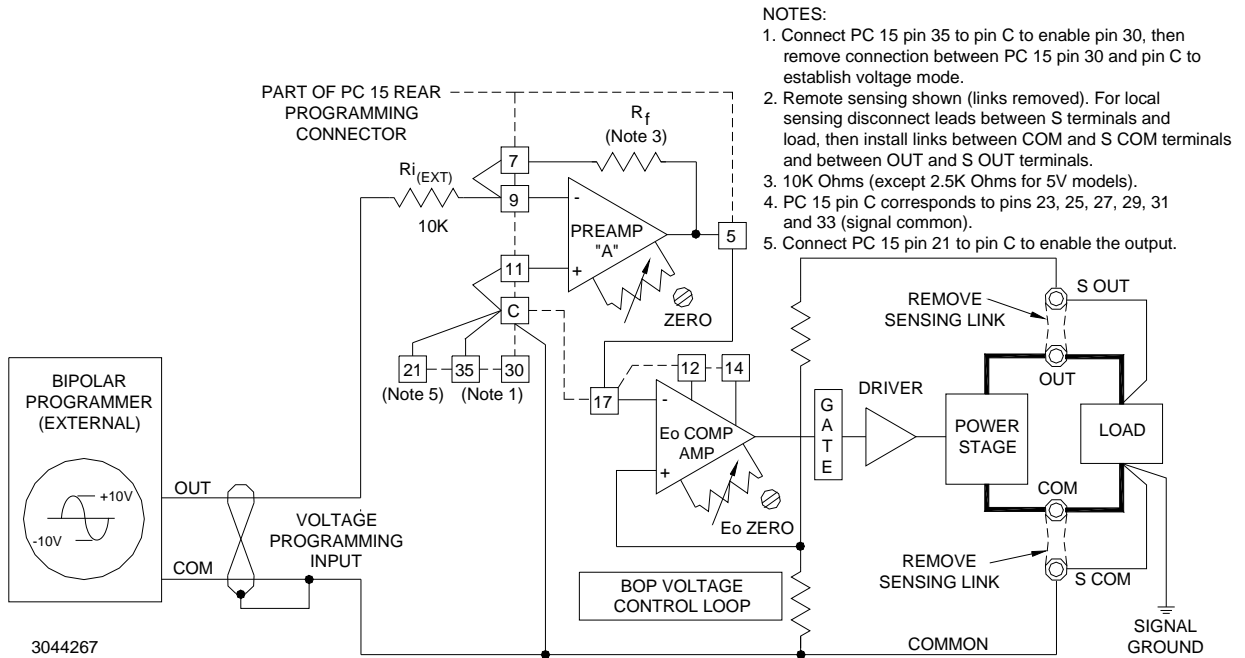 NOTES:
1. Connect PC 15 pin 35 to pin C to enable pin 30, then
remove connection between PC 15 pin 30 and pin C to
establish voltage mode.
2. Remote sensing shown (links removed). For local
sensing disconnect leads between S terminals and
load, then install links between COM and S COM terminals
and between OUT and S OUT terminals.
3. 10K Ohms (except 2.5K Ohms for 5V models).
4. PC 15 pin C corresponds to pins 23, 25, 27, 29, 31
and 33 (signal common).
5. Connect PC 15 pin 21 to pin C to enable the output.
PART OF PC 15 REAR
PROGRAMMING
CONNECTOR
Rf
(Note 3)
7
Ri(EXT)
9
10K
-
PREAMP
"A"
+
5
11
C
ZERO
21
35
30
(Note 5)
(Note 1)
17
12
14
-
Eo COMP
AMP
+
Eo ZERO
GATE
DRIVER
POWER
STAGE
LOAD
REMOVE
SENSING LINK
S OUT
OUT
COM
REMOVE
SENSING LINK
S COM
SIGNAL
GROUND
BIPOLAR
PROGRAMMER
(EXTERNAL)
+10V
-10V
OUT
VOLTAGE
PROGRAMMING
INPUT
COM
BOP VOLTAGE
CONTROL LOOP
COMMON
3044267